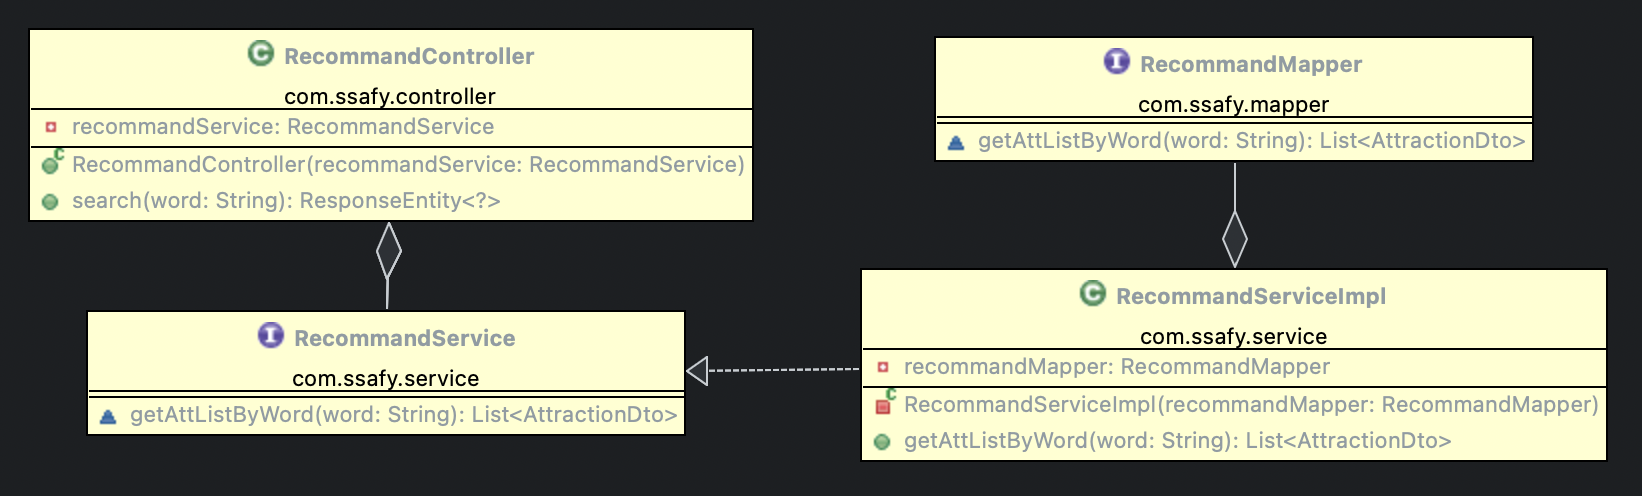 RecommandController
com.ssafy.controller
recommandService: RecommandService
RecommandController(recommandService: RecommandService)
search(word: String): ResponseEntity<?>
RecommandMapper
com.ssafy.mapper
getAttListByWord(word: String): List<AttractionDto>
RecommandService
com.ssafy.service
getAttListByWord(word: String): List<AttractionDto>
RecommandServiceImpl
com.ssafy.service
recommandMapper: RecommandMapper
RecommandServiceImpl(recommandMapper: RecommandMapper)
getAttListByWord(word: String): List<AttractionDto>